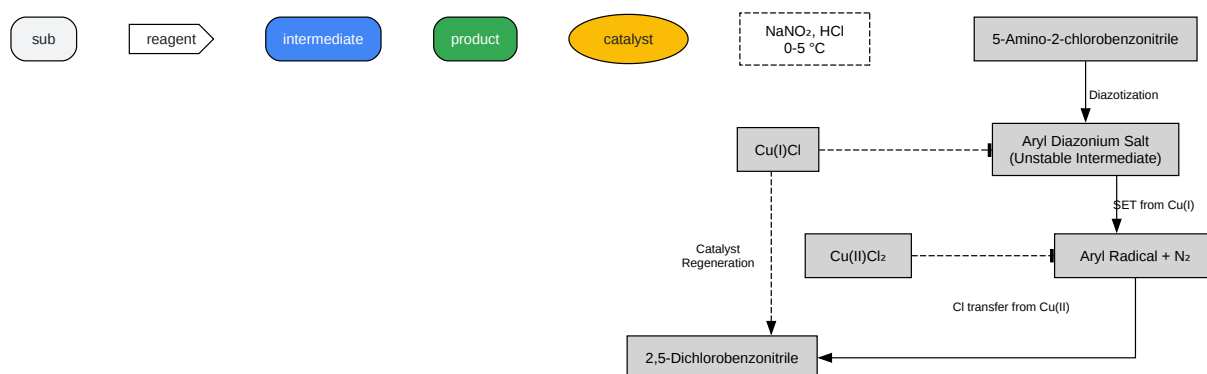 sub
reagent
intermediate
product
catalyst
NaNO₂, HCl
0-5 °C
5-Amino-2-chlorobenzonitrile
Diazotization
Cu(I)Cl
Aryl Diazonium Salt
(Unstable Intermediate)
SET from Cu(I)
Catalyst
Regeneration
Cu(II)Cl₂
Aryl Radical + N₂
Cl transfer from Cu(II)
2,5-Dichlorobenzonitrile